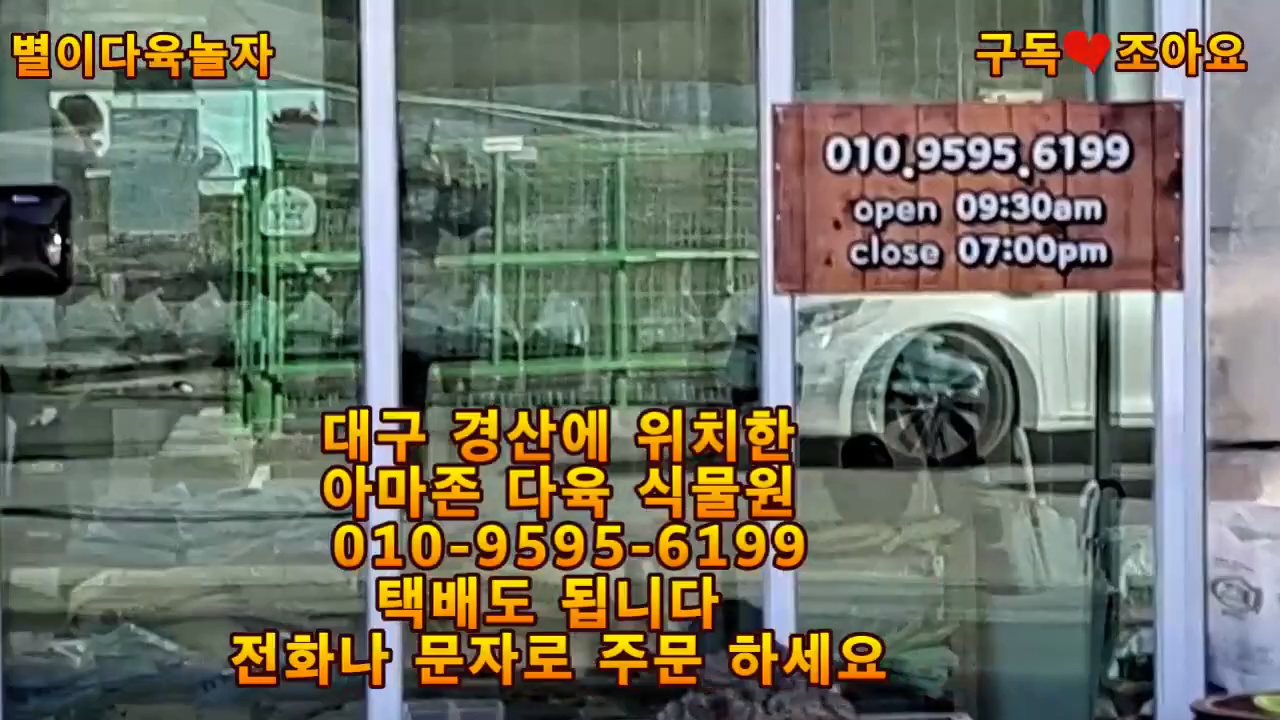 별이다육놀자
구독❤조아요
010.9595.6199
open 09:30am
close 07:00pm
대구 경산에 위치한
아마존 다육 식물원
010-9595-6199
택배도 됩니다
전화나 문자로 주문 하세요